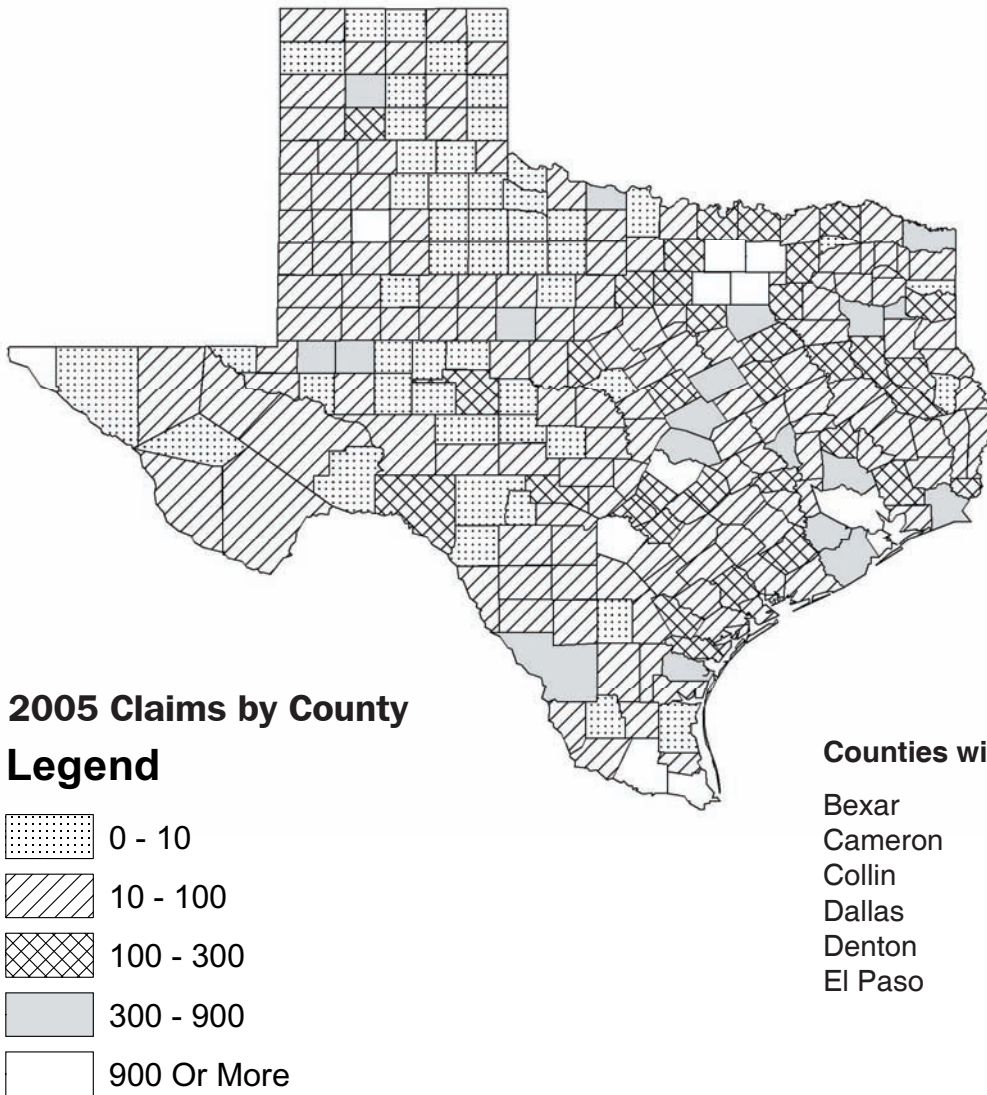 2005 Claims by County
Legend
0 - 10
10 - 100
100 - 300
300 - 900
900 Or More
Counties wi
Bexar
Cameron
Collin
Dallas
Denton
El Paso